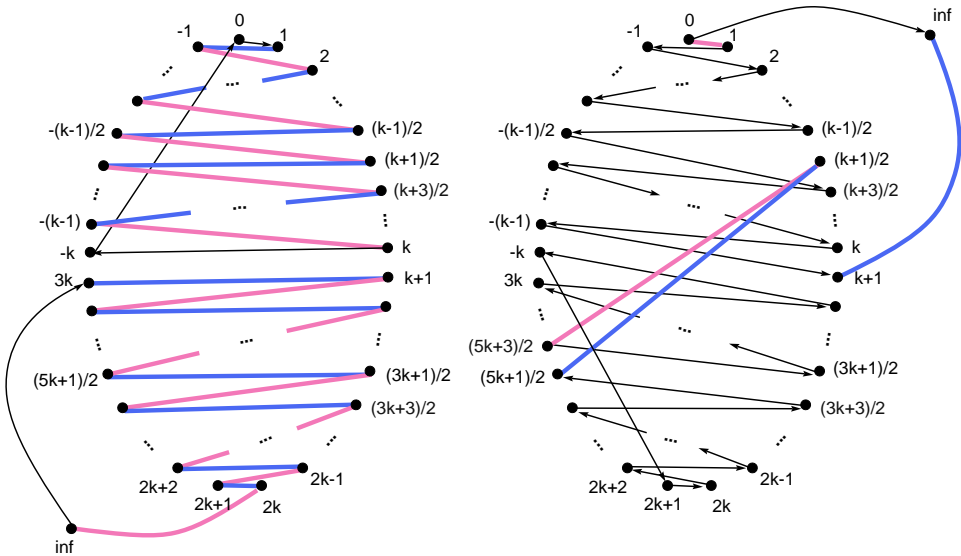 0
-1
1
2
...
...
...
-(k-1)/2
(k-1)/2
(k+1)/2
...
...
(k+3)/2
-(k-1)
...
-k
k
3k
k+1
...
...
...
(5k+1)/2
(3k+1)/2
(3k+3)/2
...
...
...
2k+2
2k-1
2k+1
2k
inf
0
inf
-1
1
2
...
...
...
-(k-1)/2
(k-1)/2
(k+1)/2
...
(k+3)/2
...
-(k-1)
...
k
-k
k+1
3k
...
...
...
(5k+3)/2
(3k+1)/2
(5k+1)/2
(3k+3)/2
...
...
...
2k+2
2k-1
2k+1
2k